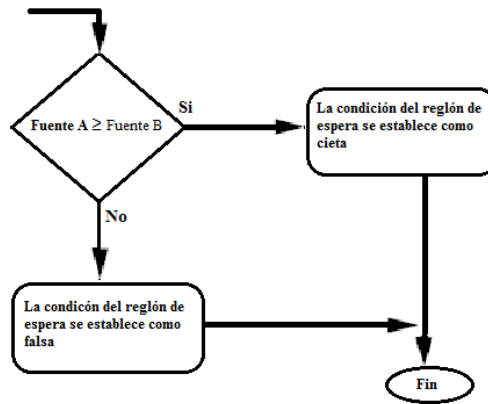 Fuente A ≥ Fuente B
Si
La condición del reglón de
espera se establece como
cieta
No
La condicón del reglón de
espera se establece como
falsa
Fin